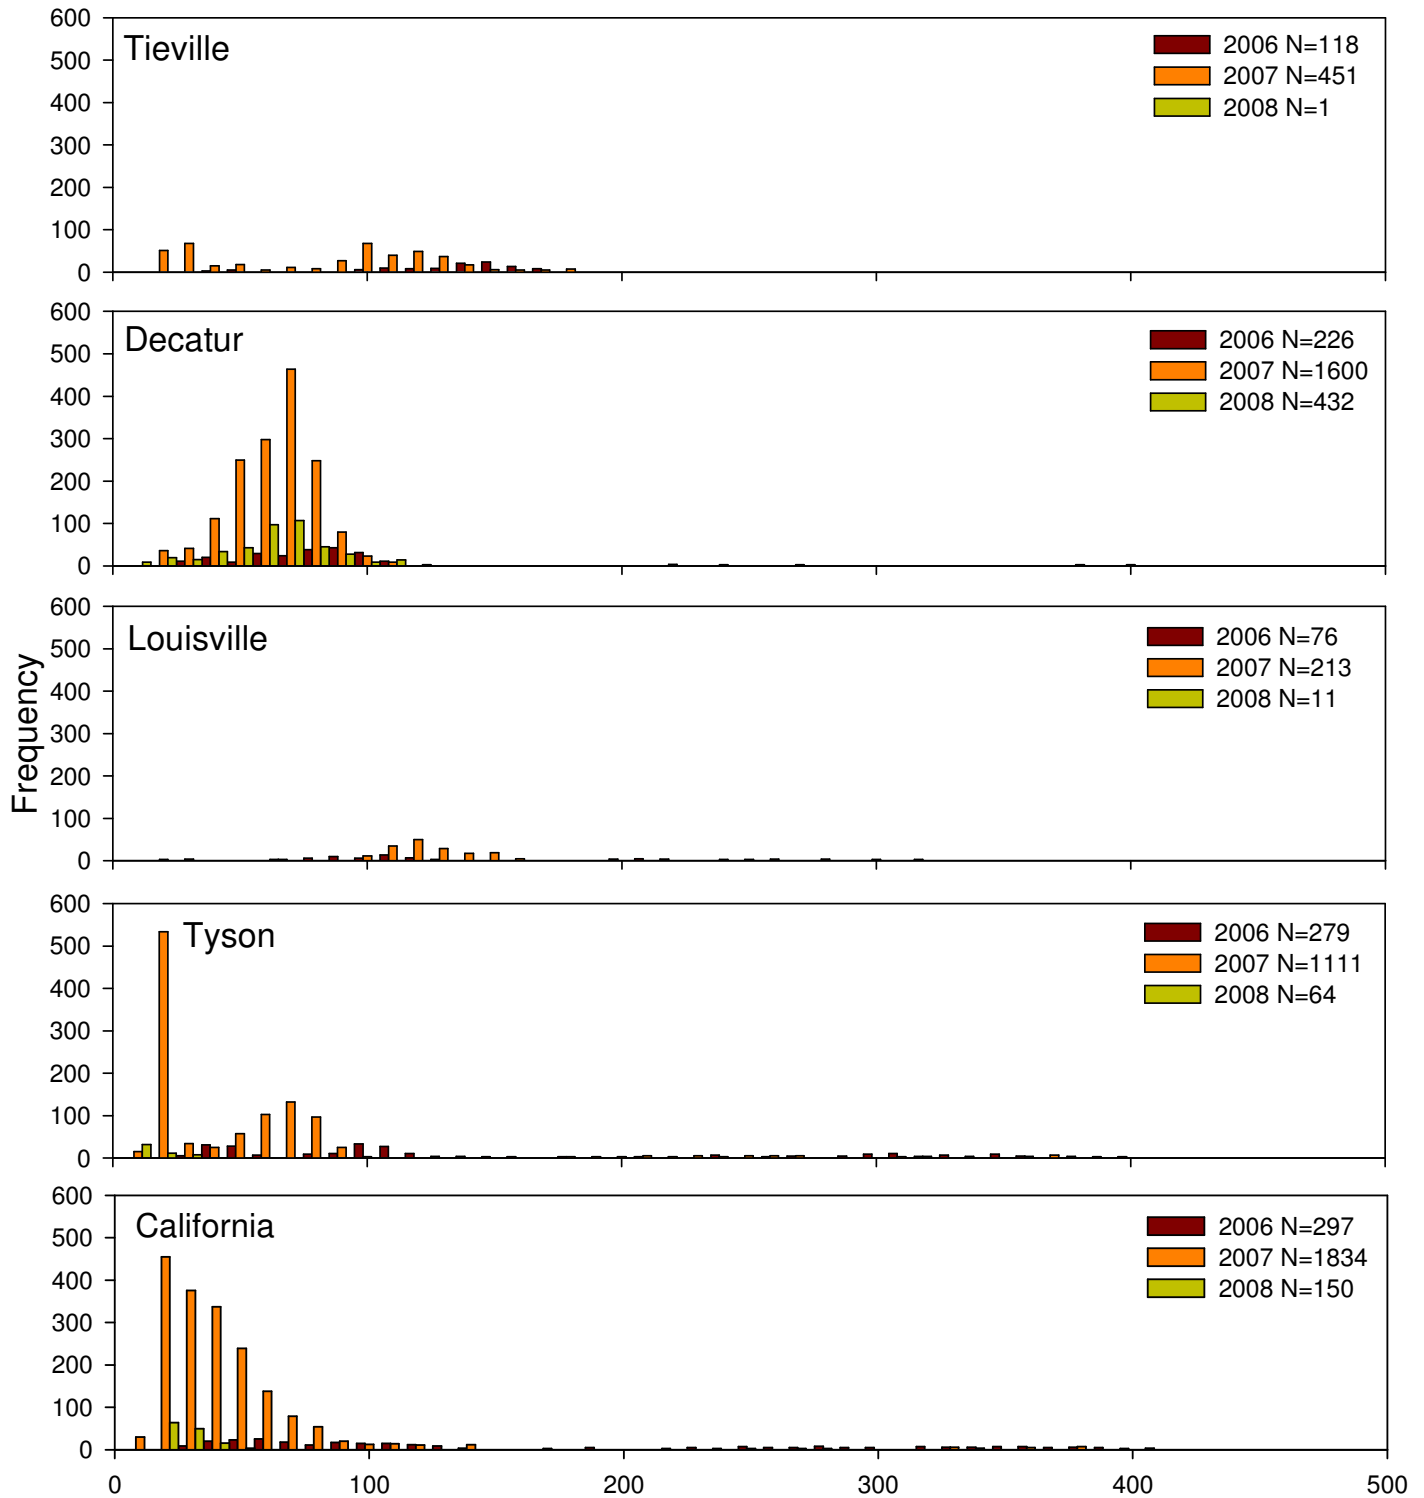 600
500
400
300
200
100
0
Tieville
2006 N=118
2007 N=451
2008 N=1
600
500
400
300
200
100
0
Decatur
2006 N=226
2007 N=1600
2008 N=432
Frequency
600
500
400
300
200
100
0
Louisville
2006 N=76
2007 N=213
2008 N=11
600
500
400
300
200
100
0
Tyson
2006 N=279
2007 N=1111
2008 N=64
600
500
400
300
200
100
0
California
2006 N=297
2007 N=1834
2008 N=150
0 100 200 300 400 500